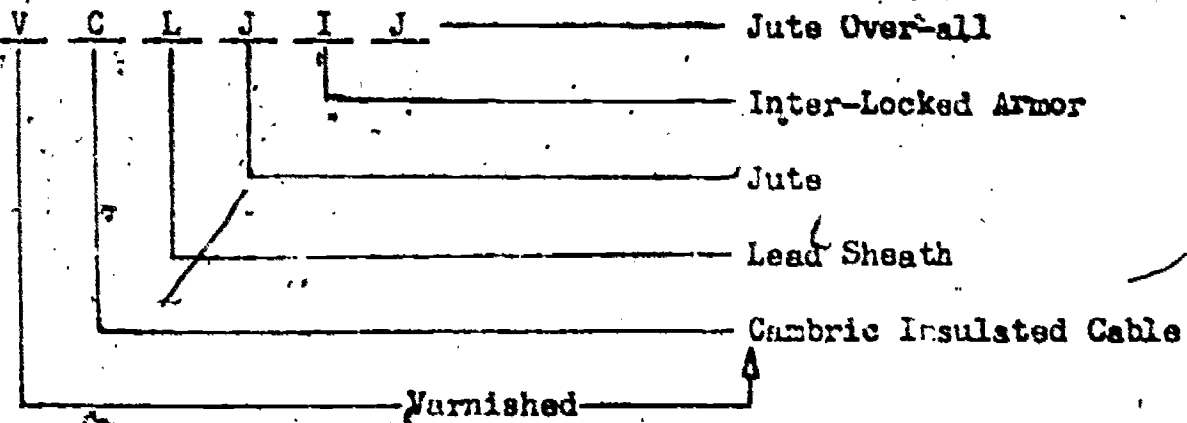 V C L J I J Jute Over-all
Inter-Locked Armor
Jute
Lead Sheath
Cambric Insulated Cable
Varnished